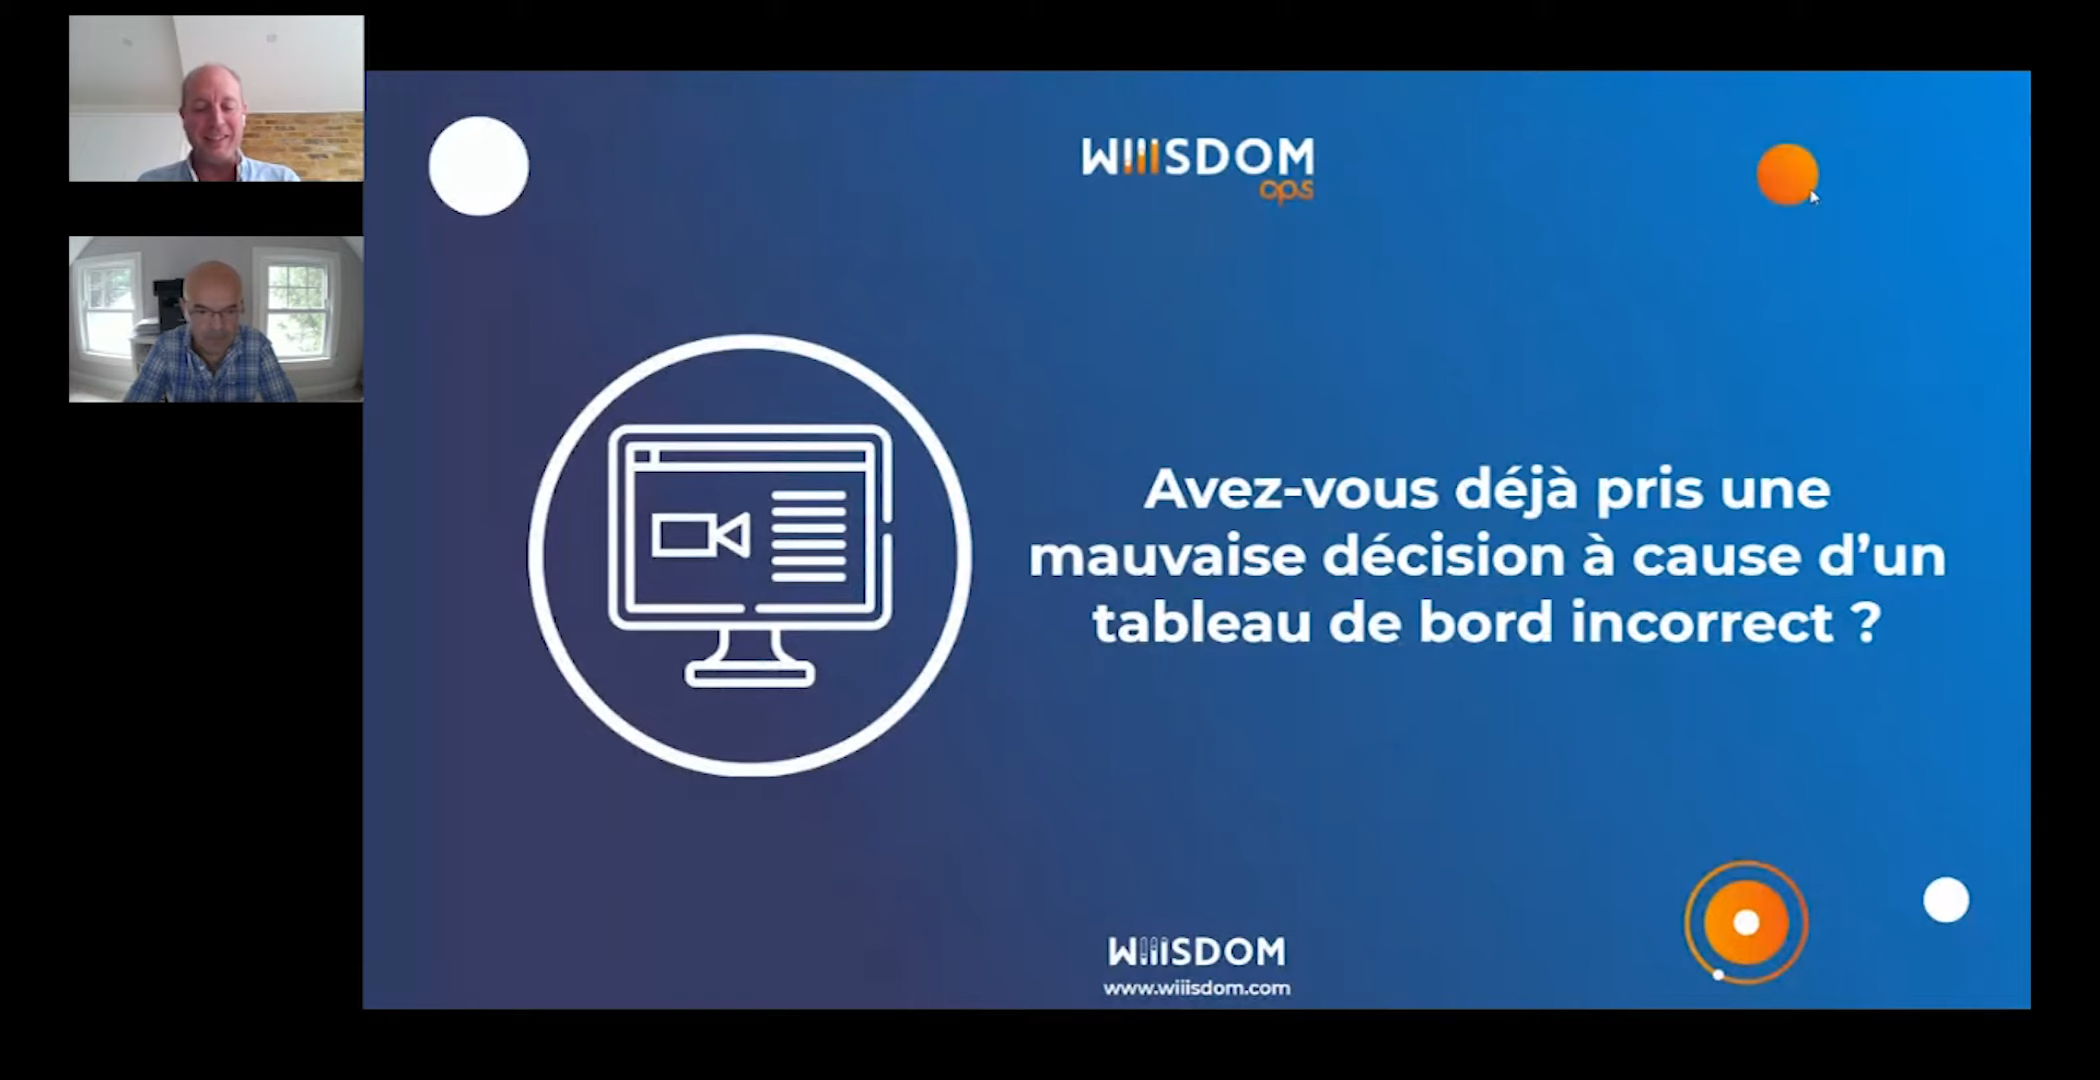 WIIISDOM
ops
Avez-vous déjà pris une
mauvaise décision à cause d’un
tableau de bord incorrect ?
WIIISDOM
www.wiiisdom.com